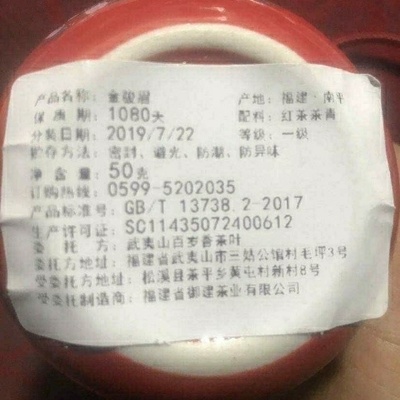 产品名称: 金骏眉 产地: 福建·南平
保质期: 1080天 配料: 红茶茶青
分装日期: 2019/7/22 等级: 一级
贮存方法: 密封、避光、防潮、防异味
净含量: 50克
订购热线: 0599-5202035
产品标准号: GB/T 13738.2-2017
生产许可证: SC11435072400612
委托方: 武夷山百岁香茶叶
委托方地址: 福建省武夷山市三姑公馆村毛坪3号
受委托方地址: 松溪县茶平乡黄屯村新村8号
受委托制造商: 福建省御建茶业有限公司